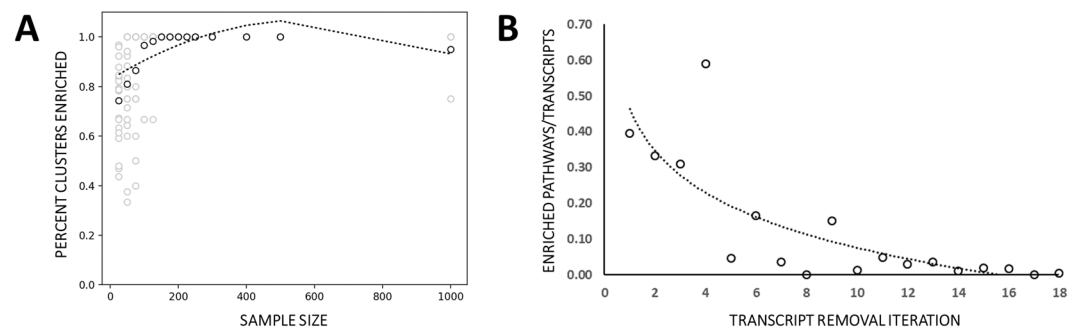 A
PERCENT CLUSTERS ENRICHED
1.0
0.8
0.6
0.4
0.2
0.0
0 200 400 600 800 1000
SAMPLE SIZE
B
ENRICHED PATHWAYS/TRANSCRIPTS
0.70
0.60
0.50
0.40
0.30
0.20
0.10
0.00
0 2 4 6 8 10 12 14 16 18
TRANSCRIPT REMOVAL ITERATION